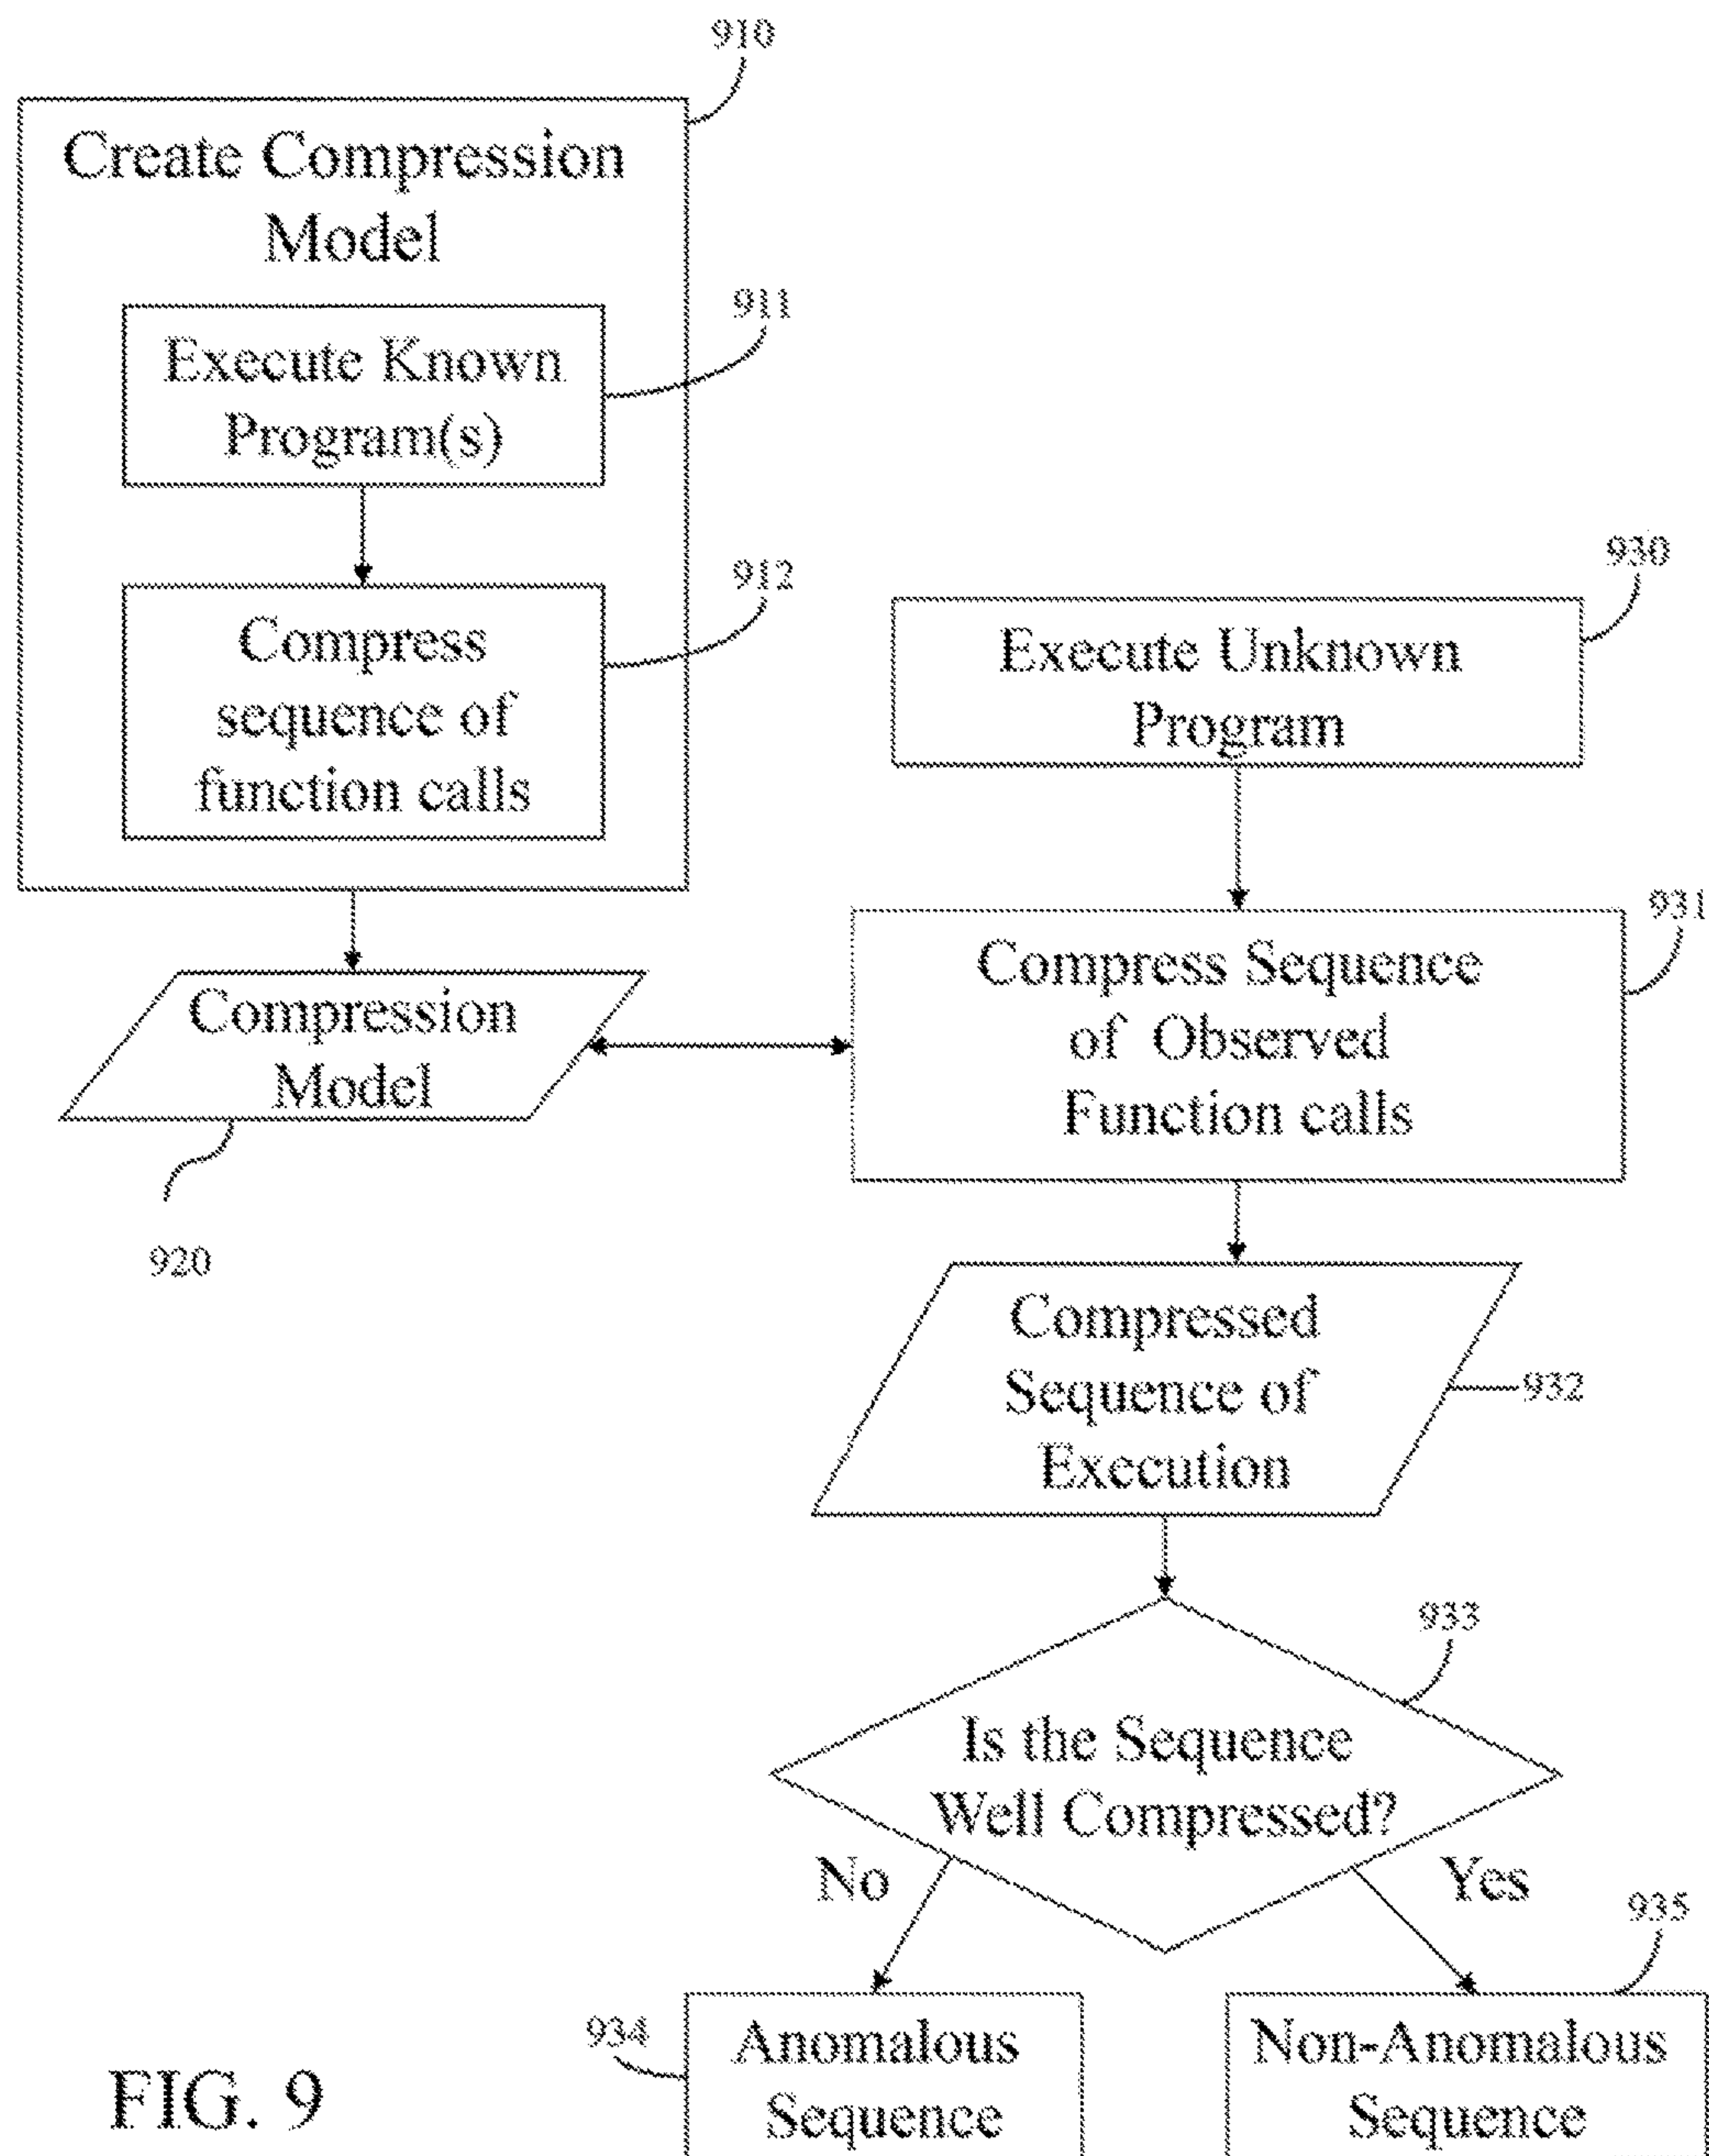 910
Create Compression
Model
911
Execute Known
Program(s)
912
Compress
sequence of
function calls
930
Execute Unknown
Program
931
Compress Sequence
of Observed
Function calls
Compression
Model
920
Compressed
Sequence of
Execution
932
933
Is the Sequence
Well Compressed?
No
Yes
935
934
Anomalous
Sequence
Non-Anomalous
Sequence
FIG. 9